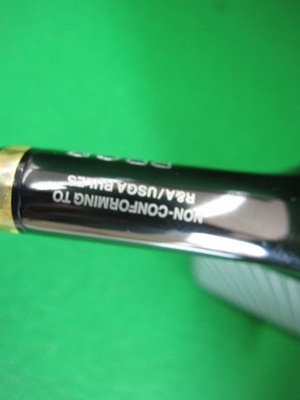 NON-CONFORMING TO
R&A/USGA RULES